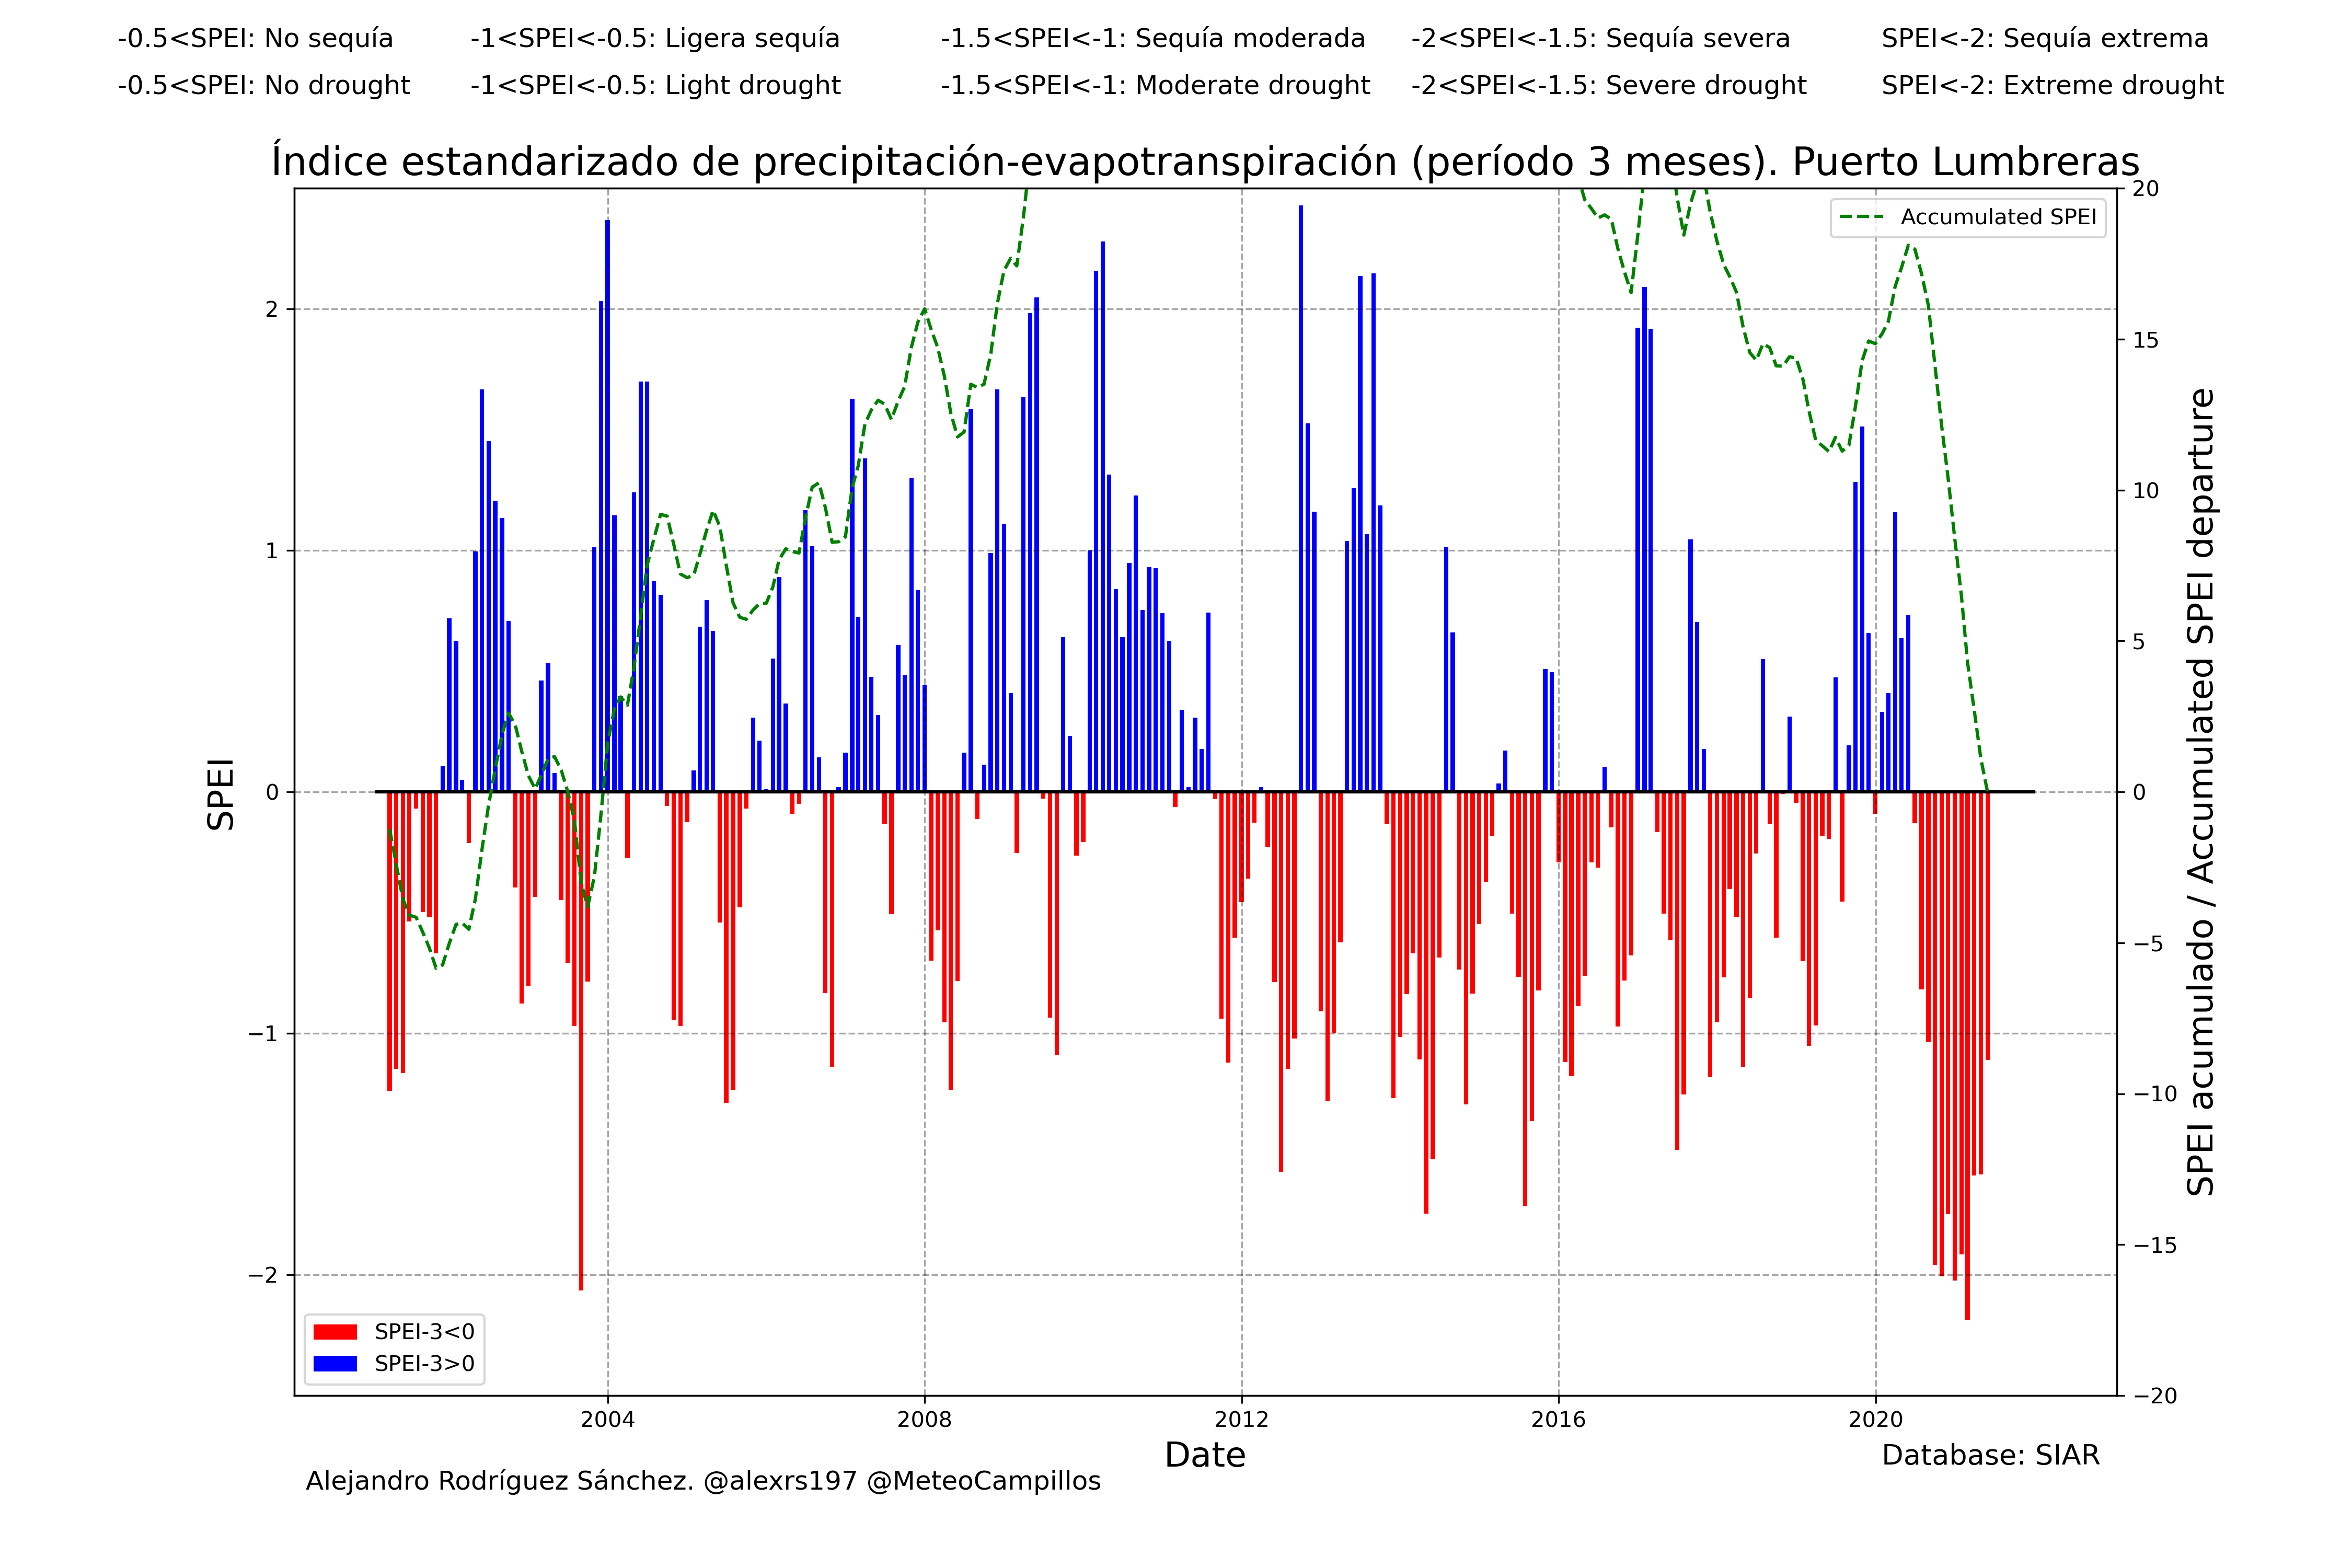 -0.5<SPEI: No sequía -1<SPEI<-0.5: Ligera sequía -1.5<SPEI<-1: Sequía moderada -2<SPEI<-1.5: Sequía severa SPEI<-2: Sequía extrema
-0.5<SPEI: No drought -1<SPEI<-0.5: Light drought -1.5<SPEI<-1: Moderate drought -2<SPEI<-1.5: Severe drought SPEI<-2: Extreme drought
Índice estandarizado de precipitación-evapotranspiración (período 3 meses). Puerto Lumbreras
Accumulated SPEI
SPEI
2
1
0
−1
−2
20
15
10
5
0
−5
−10
−15
−20
SPEI acumulado / Accumulated SPEI departure
SPEI-3<0
SPEI-3>0
2004 2008 2012 2016 2020
Date
Database: SIAR
Alejandro Rodríguez Sánchez. @alexrs197 @MeteoCampillos